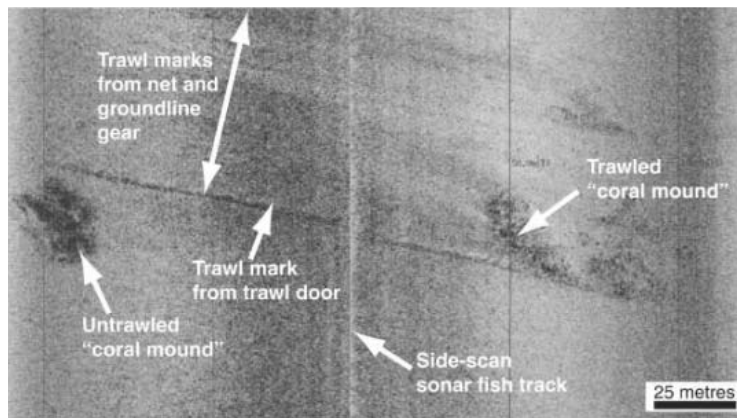 Trawl marks
from net and
groundline
gear
Trawled
“coral mound”
Trawl mark
from trawl door
Untrawled
“coral mound”
Side-scan
sonar fish track
25 metres